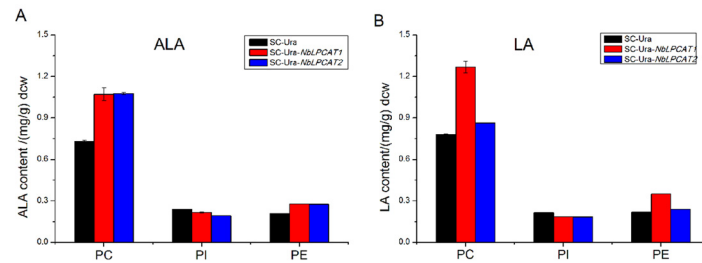 A
ALA
SC-Ura
SC-Ura-NbLPCAT1
SC-Ura-NbLPCAT2
ALA content /(mg/g) dcw
1.5
1.2
0.9
0.6
0.3
0.0
PC PI PE
B
LA
SC-Ura
SC-Ura-NbLPCAT1
SC-Ura-NbLPCAT2
LA content/(mg/g) dcw
1.5
1.2
0.9
0.6
0.3
0.0
PC PI PE